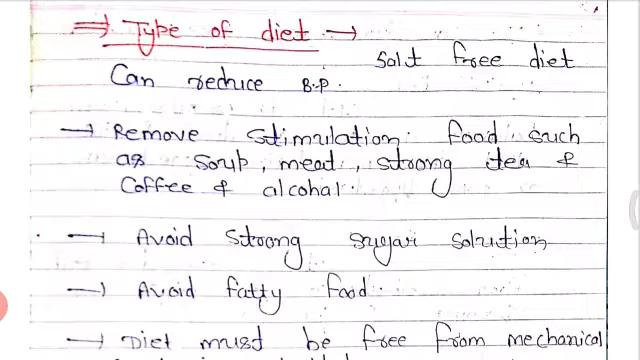 ⇒ Type of diet →
Salt free diet
Can reduce B.P.
→ Remove stimulation food such
as soup, meat, strong tea &
Coffee & alcohal.
→ Avoid strong sugar solution
→ Avoid fatty food.
→ Diet must be free from mechanical